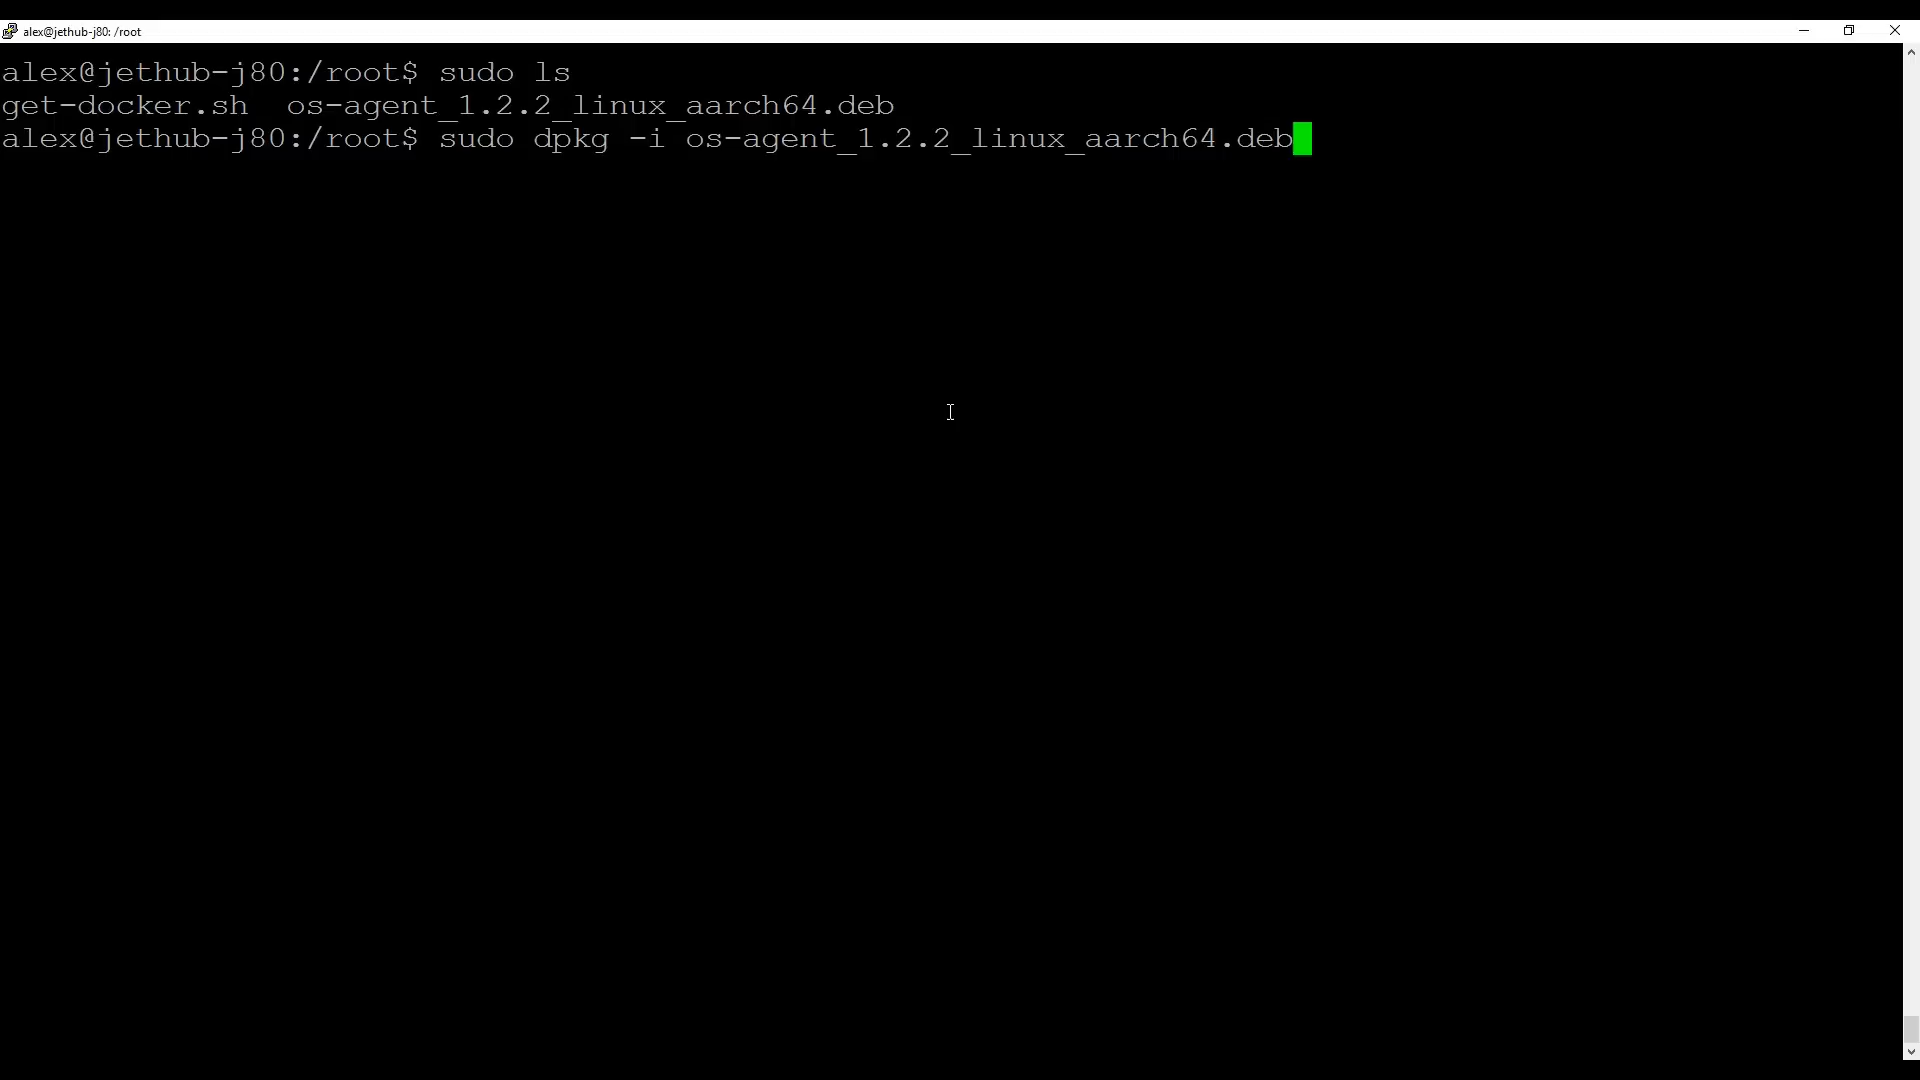 alex@jethub-j80: /root
alex@jethub-j80:/root$ sudo ls
get-docker.sh  os-agent_1.2.2_linux_aarch64.deb
alex@jethub-j80:/root$ sudo dpkg -i os-agent_1.2.2_linux_aarch64.deb